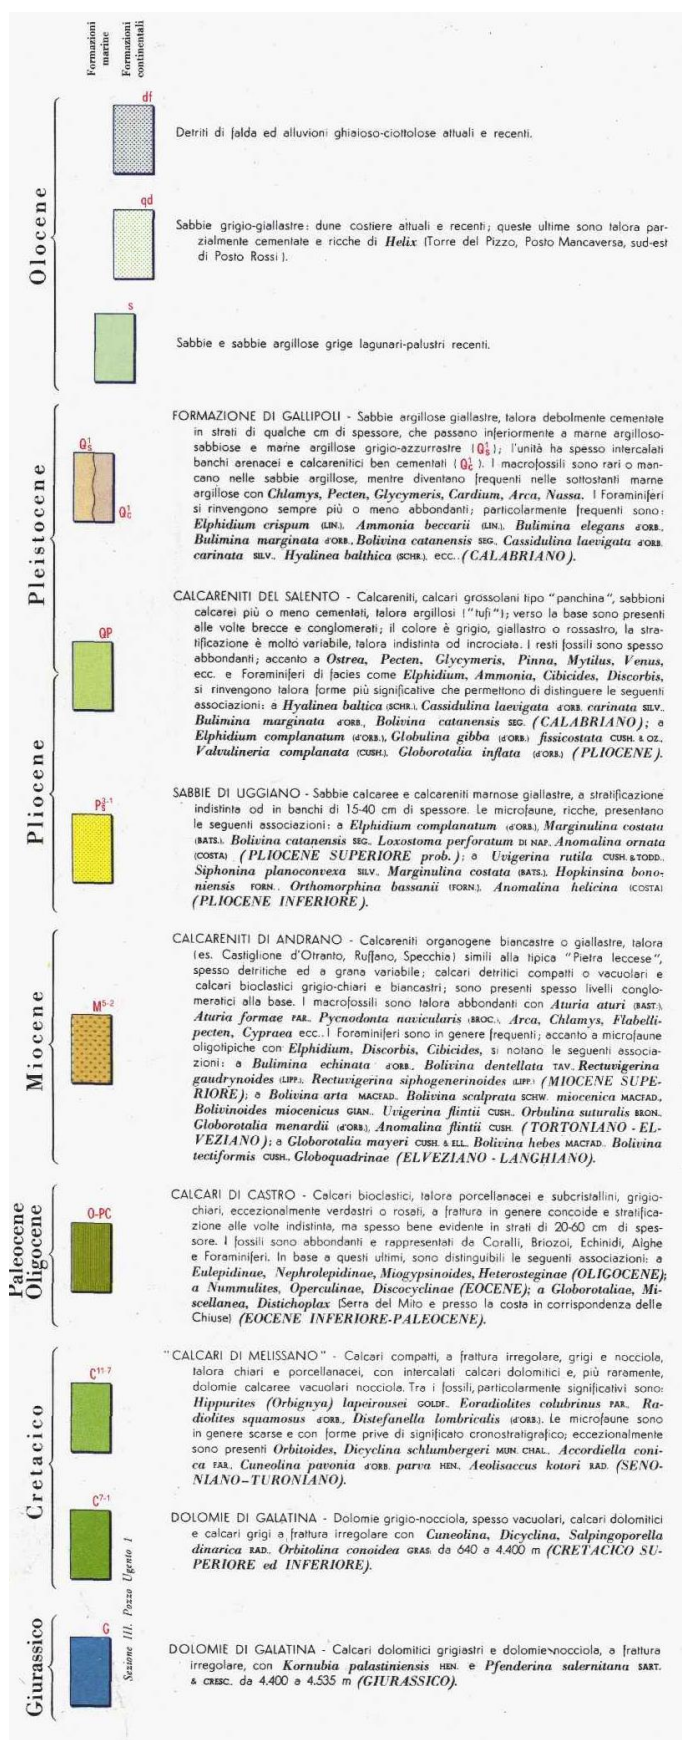 Formazioni
marine
Formazioni
continentali
Olocene
df
Detriti di falda ed alluvioni ghiaioso-ciottolose attuali e recenti.
qd
Sabbie grigio-giallastre: dune costiere attuali e recenti; queste ultime sono talora par-
zialmente cementate e ricche di Helix (Torre del Pizzo, Posto Mancaversa, sud-est
di Posto Rossi).
s
Sabbie e sabbie argillose grige lagunari-palustri recenti.
Pleistocene
Q1s
Q1c
FORMAZIONE DI GALLIPOLI - Sabbie argillose giallastre, talora debolmente cementate
in strati di qualche cm di spessore, che passano inferiormente a marne argilloso-
sabbiose e marne argillose grigio-azzurrastre (Q1s); l'unità ha spesso intercalati
banchi arenacei e calcarenitici ben cementati (Q1c). I macrofossili sono rari o man-
cano nelle sabbie argillose, mentre diventano frequenti nelle sottostanti marne
argillose con Chlamys, Pecten, Glycymeris, Cardium, Arca, Nassa. I Foraminiferi
si rinvengono sempre più o meno abbondanti; particolarmente frequenti sono:
Elphidium crispum (LIN.), Ammonia beccarii (LIN.), Bulimina elegans d'ORB.,
Bulimina marginata d'ORB., Bolivina catanensis SEG., Cassidulina laevigata d'ORB.
carinata SILV., Hyalinea balthica (SCHR.), ecc.. (CALABRIANO).
QP
CALCARENITI DEL SALENTO - Calcareniti, calcari grossolani tipo "panchina", sabbioni
calcarei più o meno cementati, talora argillosi ("tufi"); verso la base sono presenti
alle volte brecce e conglomerati; il colore è grigio, giallastro o rossastro, la stra-
tificazione è molto variabile, talora indistinta od incrociata. I resti fossili sono spesso
abbondanti; accanto a Ostrea, Pecten, Glycymeris, Pinna, Mytilus, Venus,
ecc. e Foraminiferi di facies come Elphidium, Ammonia, Cibicides, Discorbis,
si rinvengono talora forme più significative che permettono di distinguere le seguenti
associazioni: a Hyalinea baltica (SCHR.), Cassidulina laevigata d'ORB. carinata SILV..
Bulimina marginata d'ORB., Bolivina catanensis SEG. (CALABRIANO); a
Elphidium complanatum (d'ORB.), Globulina gibba (d'ORB.) fissicostata CUSH. & OZ.,
Valvulineria complanata (CUSH.), Globorotalia inflata (d'ORB.) (PLIOCENE).
Pliocene
P3-1s
SABBIE DI UGGIANO - Sabbie calcaree e calcareniti marnose giallastre, a stratificazione
indistinta od in banchi di 15-40 cm di spessore. Le microfaune, ricche, presentano
le seguenti associazioni: a Elphidium complanatum (d'ORB.), Marginulina costata
(BATS.), Bolivina catanensis SEG., Loxostoma perforatum DI NAP., Anomalina ornata
(COSTA) (PLIOCENE SUPERIORE prob.); a Uvigerina rutila CUSH. & TODD.,
Siphonina planoconvexa SILV., Marginulina costata (BATS.), Hopkinsina bono-
niensis FORN., Orthomorphina bassanii (FORN.), Anomalina helicina (COSTA)
(PLIOCENE INFERIORE).
Miocene
M5-2
CALCARENITI DI ANDRANO - Calcareniti organogene biancastre o giallastre, talora
(es. Castiglione d'Otranto, Ruffano, Specchia) simili alla tipica "Pietra leccese",
spesso detritiche ed a grana variabile; calcari detritici compatti o vacuolari e
calcari bioclastici grigio-chiari e biancastri; sono presenti spesso livelli conglo-
meratici alla base. I macrofossili sono talora abbondanti con Aturia aturi (BAST.),
Aturia formae PAR., Pycnodonta navicularis (BROC.), Arca, Chlamys, Flabelli-
pecten, Cypraea ecc.. I Foraminiferi sono in genere frequenti; accanto a microfaune
oligotipiche con Elphidium, Discorbis, Cibicides, si notano le seguenti associa-
zioni: a Bulimina echinata d'ORB., Bolivina dentellata TAV., Rectuvigerina
gaudrynoides (LIPP.), Rectuvigerina siphogenerinoides (LIPP.) (MIOCENE SUPE-
RIORE); a Bolivina arta MACFAD., Bolivina scalprata SCHW. miocenica MACFAD.,
Bolivinoides miocenicus GIAN., Uvigerina flintii CUSH., Orbulina suturalis BRON.,
Globorotalia menardii (d'ORB.), Anomalina flintii CUSH. (TORTONIANO - EL-
VEZIANO); a Globorotalia mayeri CUSH. & ELL., Bolivina hebes MACFAD., Bolivina
tectiformis CUSH., Globoquadrinae (ELVEZIANO - LANGHIANO).
Paleocene
Oligocene
O-PC
CALCARI DI CASTRO - Calcari bioclastici, talora porcellanacei e subcristallini, grigio-
chiari, eccezionalmente verdastri o rosati, a frattura in genere concoide e stratifica-
zione alle volte indistinta, ma spesso bene evidente in strati di 20-60 cm di spes-
sore. I fossili sono abbondanti e rappresentati da Coralli, Briozoi, Echinidi, Alghe
e Foraminiferi. In base a questi ultimi, sono distinguibili le seguenti associazioni: a
Eulepidinae, Nephrolepidinae, Miogypsinoides, Heterosteginae (OLIGOCENE);
a Nummulites, Operculinae, Discocyclinae (EOCENE); a Globorotaliae, Mi-
scellanea, Distichoplax (Serra del Mito e presso la costa in corrispondenza delle
Chiuse) (EOCENE INFERIORE-PALEOCENE).
Cretacico
C11-7
"CALCARI DI MELISSANO" - Calcari compatti, a frattura irregolare, grigi e nocciola,
talora chiari e porcellanacei, con intercalati calcari dolomitici e, più raramente,
dolomie calcaree vacuolari nocciola. Tra i fossili, particolarmente significativi sono:
Hippurites (Orbignya) lapeirousei GOLDF., Eoradiolites colubrinus PAR., Ra-
diolites squamosus d'ORB., Distefanella lombricalis (d'ORB.). Le microfaune sono
in genere scarse e con forme prive di significato cronostratigrafico; eccezionalmente
sono presenti Orbitoides, Dicyclina schlumbergeri MUN. CHAL., Accordiella coni-
ca FAR., Cuneolina pavonia d'ORB. parva HEN., Aeolisaccus kotori RAD. (SENO-
NIANO-TURONIANO).
C7-1
DOLOMIE DI GALATINA - Dolomie grigio-nocciola, spesso vacuolari, calcari dolomitici
e calcari grigi a frattura irregolare con Cuneolina, Dicyclina, Salpingoporella
dinarica RAD., Orbitolina conoidea GRAS. da 640 a 4.400 m (CRETACICO SU-
PERIORE ed INFERIORE).
Sezione III. Pozzo Ugento 1
Giurassico
G
DOLOMIE DI GALATINA - Calcari dolomitici grigiastri e dolomie nocciola, a frattura
irregolare, con Kornubia palastiniensis HEN. e Pfenderina salernitana SART.
& CRESC. da 4.400 a 4.535 m (GIURASSICO).